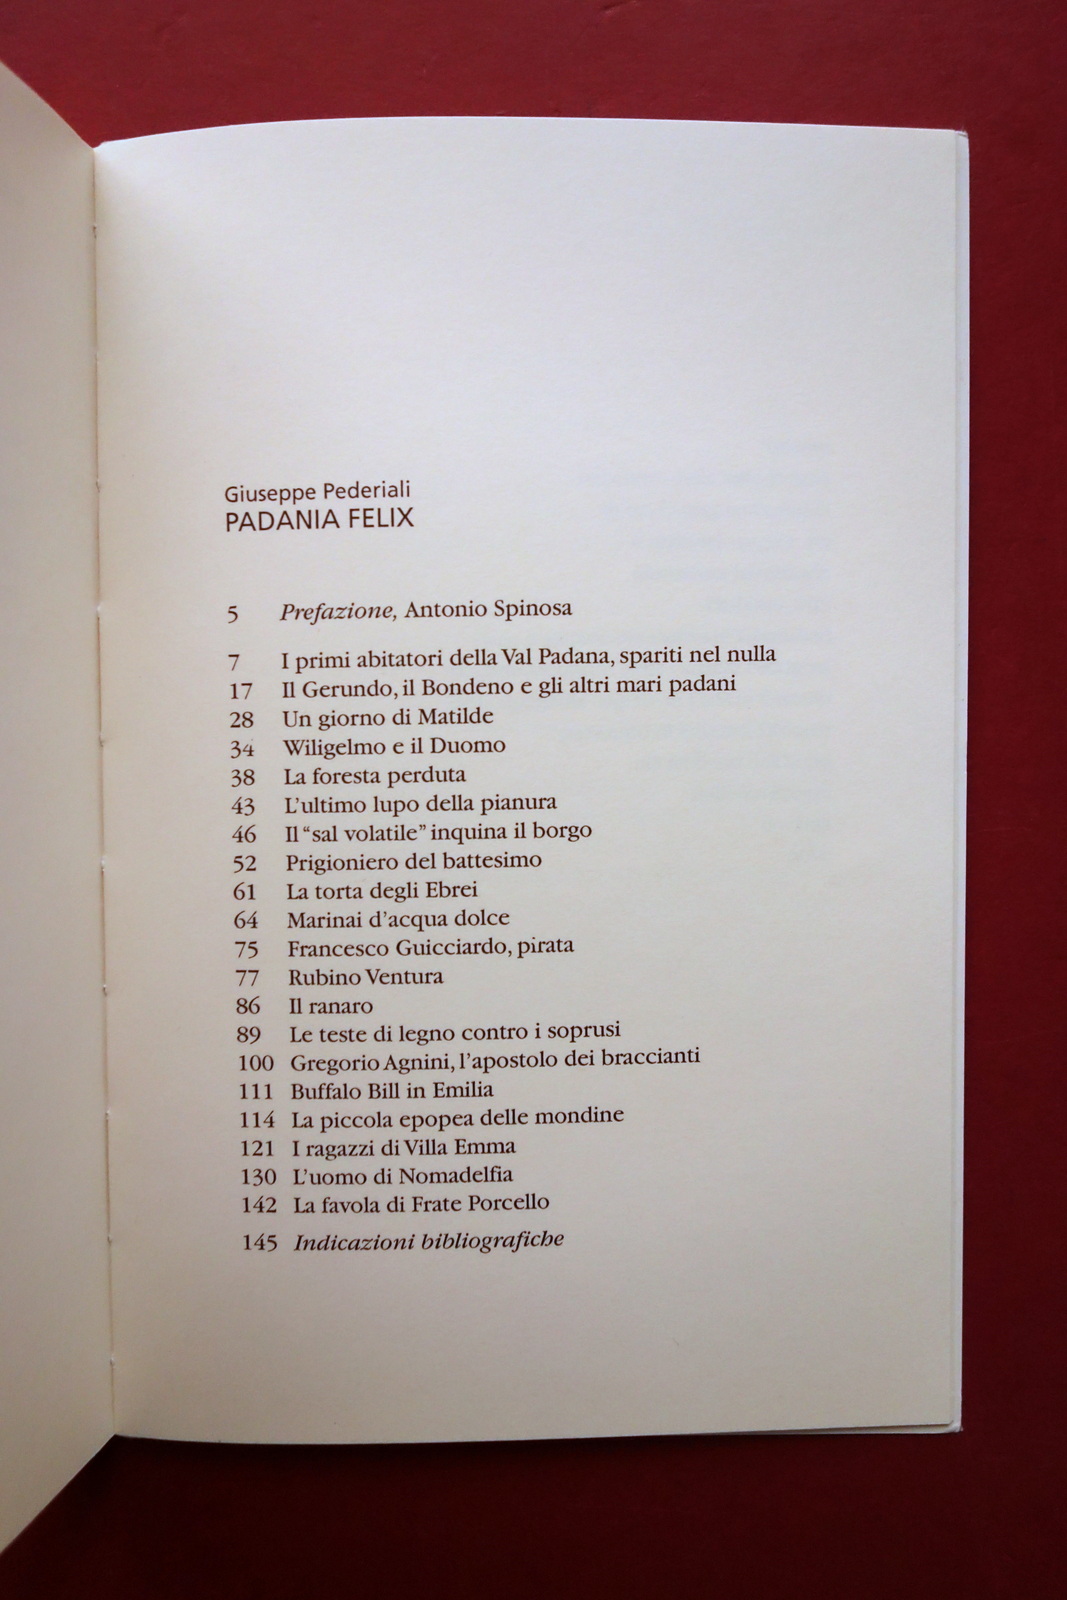 Giuseppe Pederiali
PADANIA FELIX
5 Prefazione, Antonio Spinosa
7 I primi abitatori della Val Padana, spariti nel nulla
17 Il Gerundo, il Bondeno e gli altri mari padani
28 Un giorno di Matilde
34 Wiligelmo e il Duomo
38 La foresta perduta
43 L'ultimo lupo della pianura
46 Il "sal volatile" inquina il borgo
52 Prigioniero del battesimo
61 La torta degli Ebrei
64 Marinai d'acqua dolce
75 Francesco Guicciardo, pirata
77 Rubino Ventura
86 Il ranaro
89 Le teste di legno contro i soprusi
100 Gregorio Agnini, l'apostolo dei braccianti
111 Buffalo Bill in Emilia
114 La piccola epopea delle mondine
121 I ragazzi di Villa Emma
130 L'uomo di Nomadelfia
142 La favola di Frate Porcello
145 Indicazioni bibliografiche